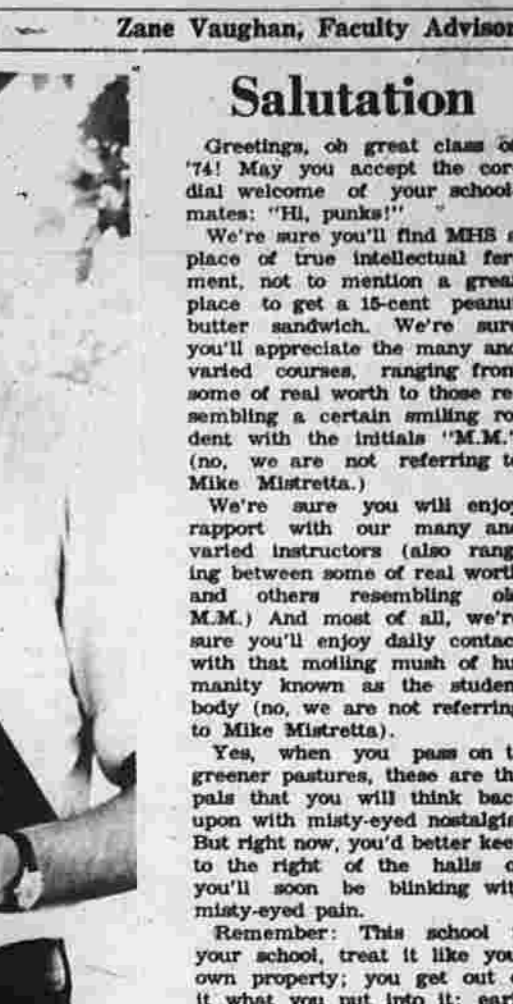 Zane Vaughan, Faculty Advisor
Salutation
Greetings, oh great class of
'74! May you accept the cor-
dial welcome of your school-
mates: "Hi, punks!"
We're sure you'll find MHS a
place of true intellectual fer-
ment, not to mention a great
place to get a 15-cent peanut
butter sandwich. We're sure
you'll appreciate the many and
varied courses, ranging from
some of real worth to those re-
sembling a certain smiling ro-
dent with the initials "M.M."
(no, we are not referring to
Mike Mistretta.)
We're sure you will enjoy
rapport with our many and
varied instructors (also rang-
ing between some of real worth
and others resembling ole
M.M.) And most of all, we're
sure you'll enjoy daily contact
with that moiling mush of hu-
manity known as the student
body (no, we are not referring
to Mike Mistretta).
Yes, when you pass on t
greener pastures, these are the
pals that you will think back
upon with misty-eyed nostalgia.
But right now, you'd better keep
to the right of the halls o
you'll soon be blinking with
misty-eyed pain.
Remember: This school
your school, treat it like you
own property; you get out o
it what you put into it;